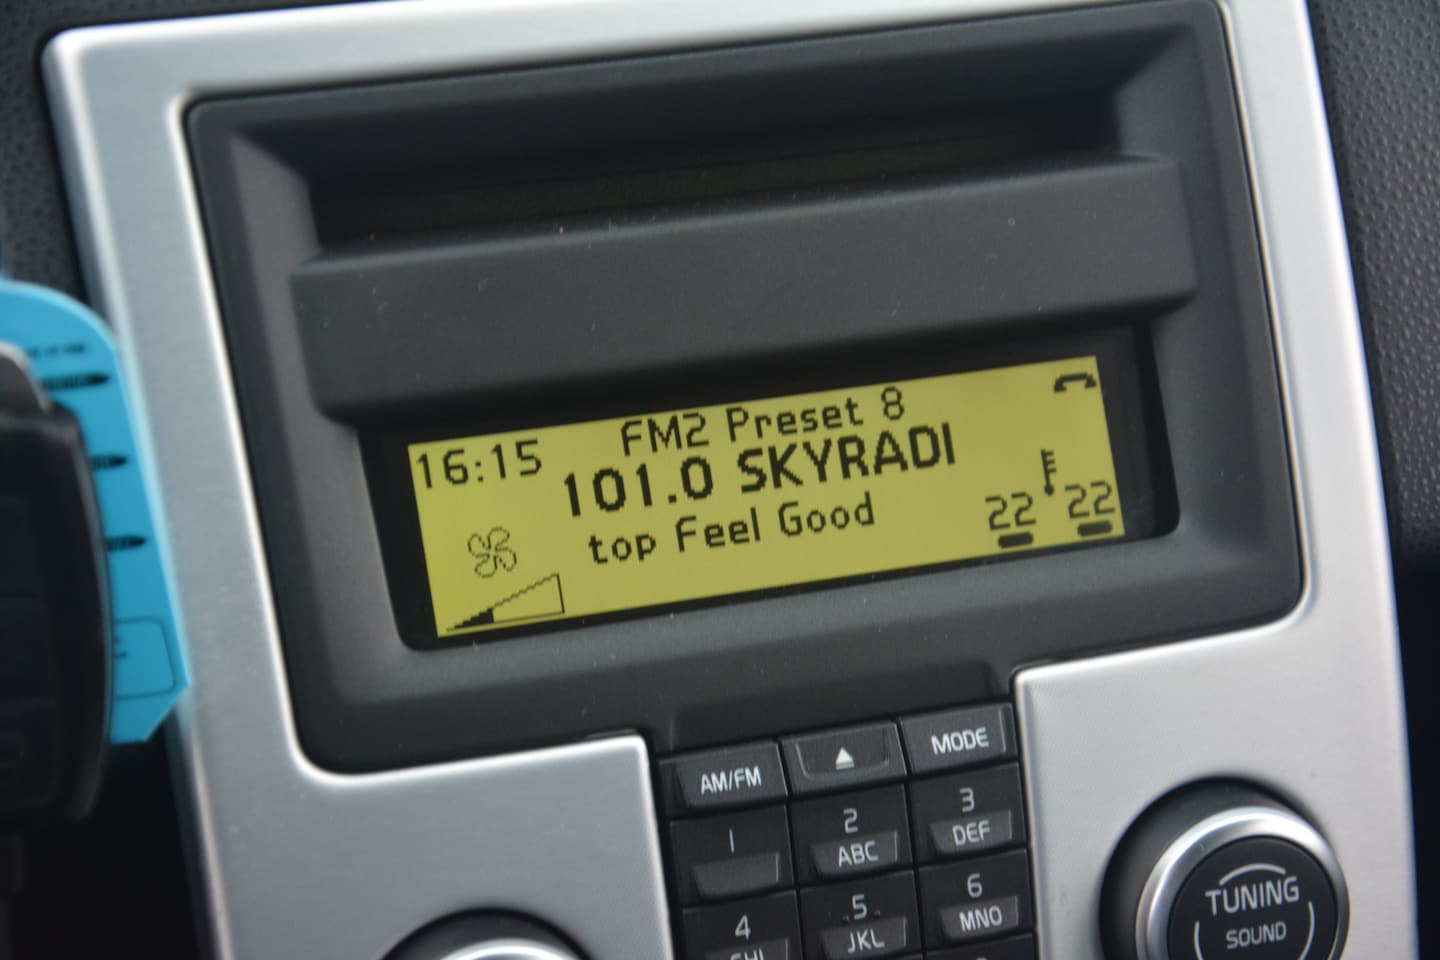 16:15
FM2 Preset 8
101.0 SKYRADI
top Feel Good
22 22
AM/FM
MODE
1
2
ABC
3
DEF
4
5
JKL
6
MNO
TUNING
SOUND